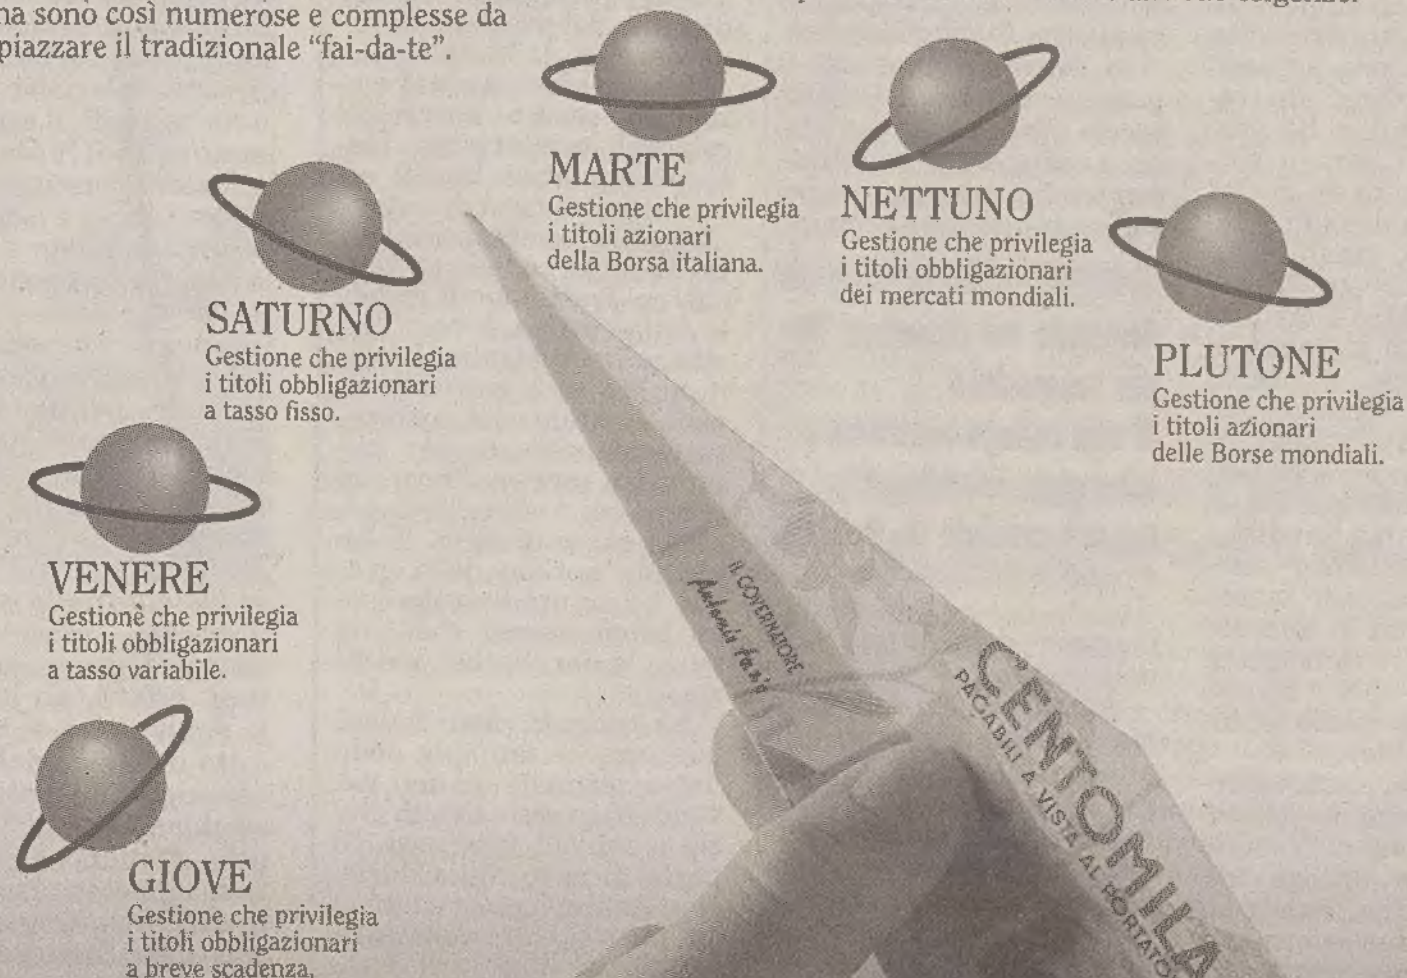 sono così numerose e complesse da
piazzare il tradizionale “fai-da-te”.
MARTE
Gestione che privilegia
i titoli azionari
della Borsa italiana.
NETTUNO
Gestione che privilegia
i titoli obbligazionari
dei mercati mondiali.
SATURNO
Gestione che privilegia
i titoli obbligazionari
a tasso fisso.
PLUTONE
Gestione che privilegia
i titoli azionari
delle Borse mondiali.
VENERE
Gestione che privilegia
i titoli obbligazionari
a tasso variabile.
GIOVE
Gestione che privilegia
i titoli obbligazionari
a breve scadenza,
IL GOVERNATORE
CENTOMILA
PAGABILI A VISTA AL PORTATO